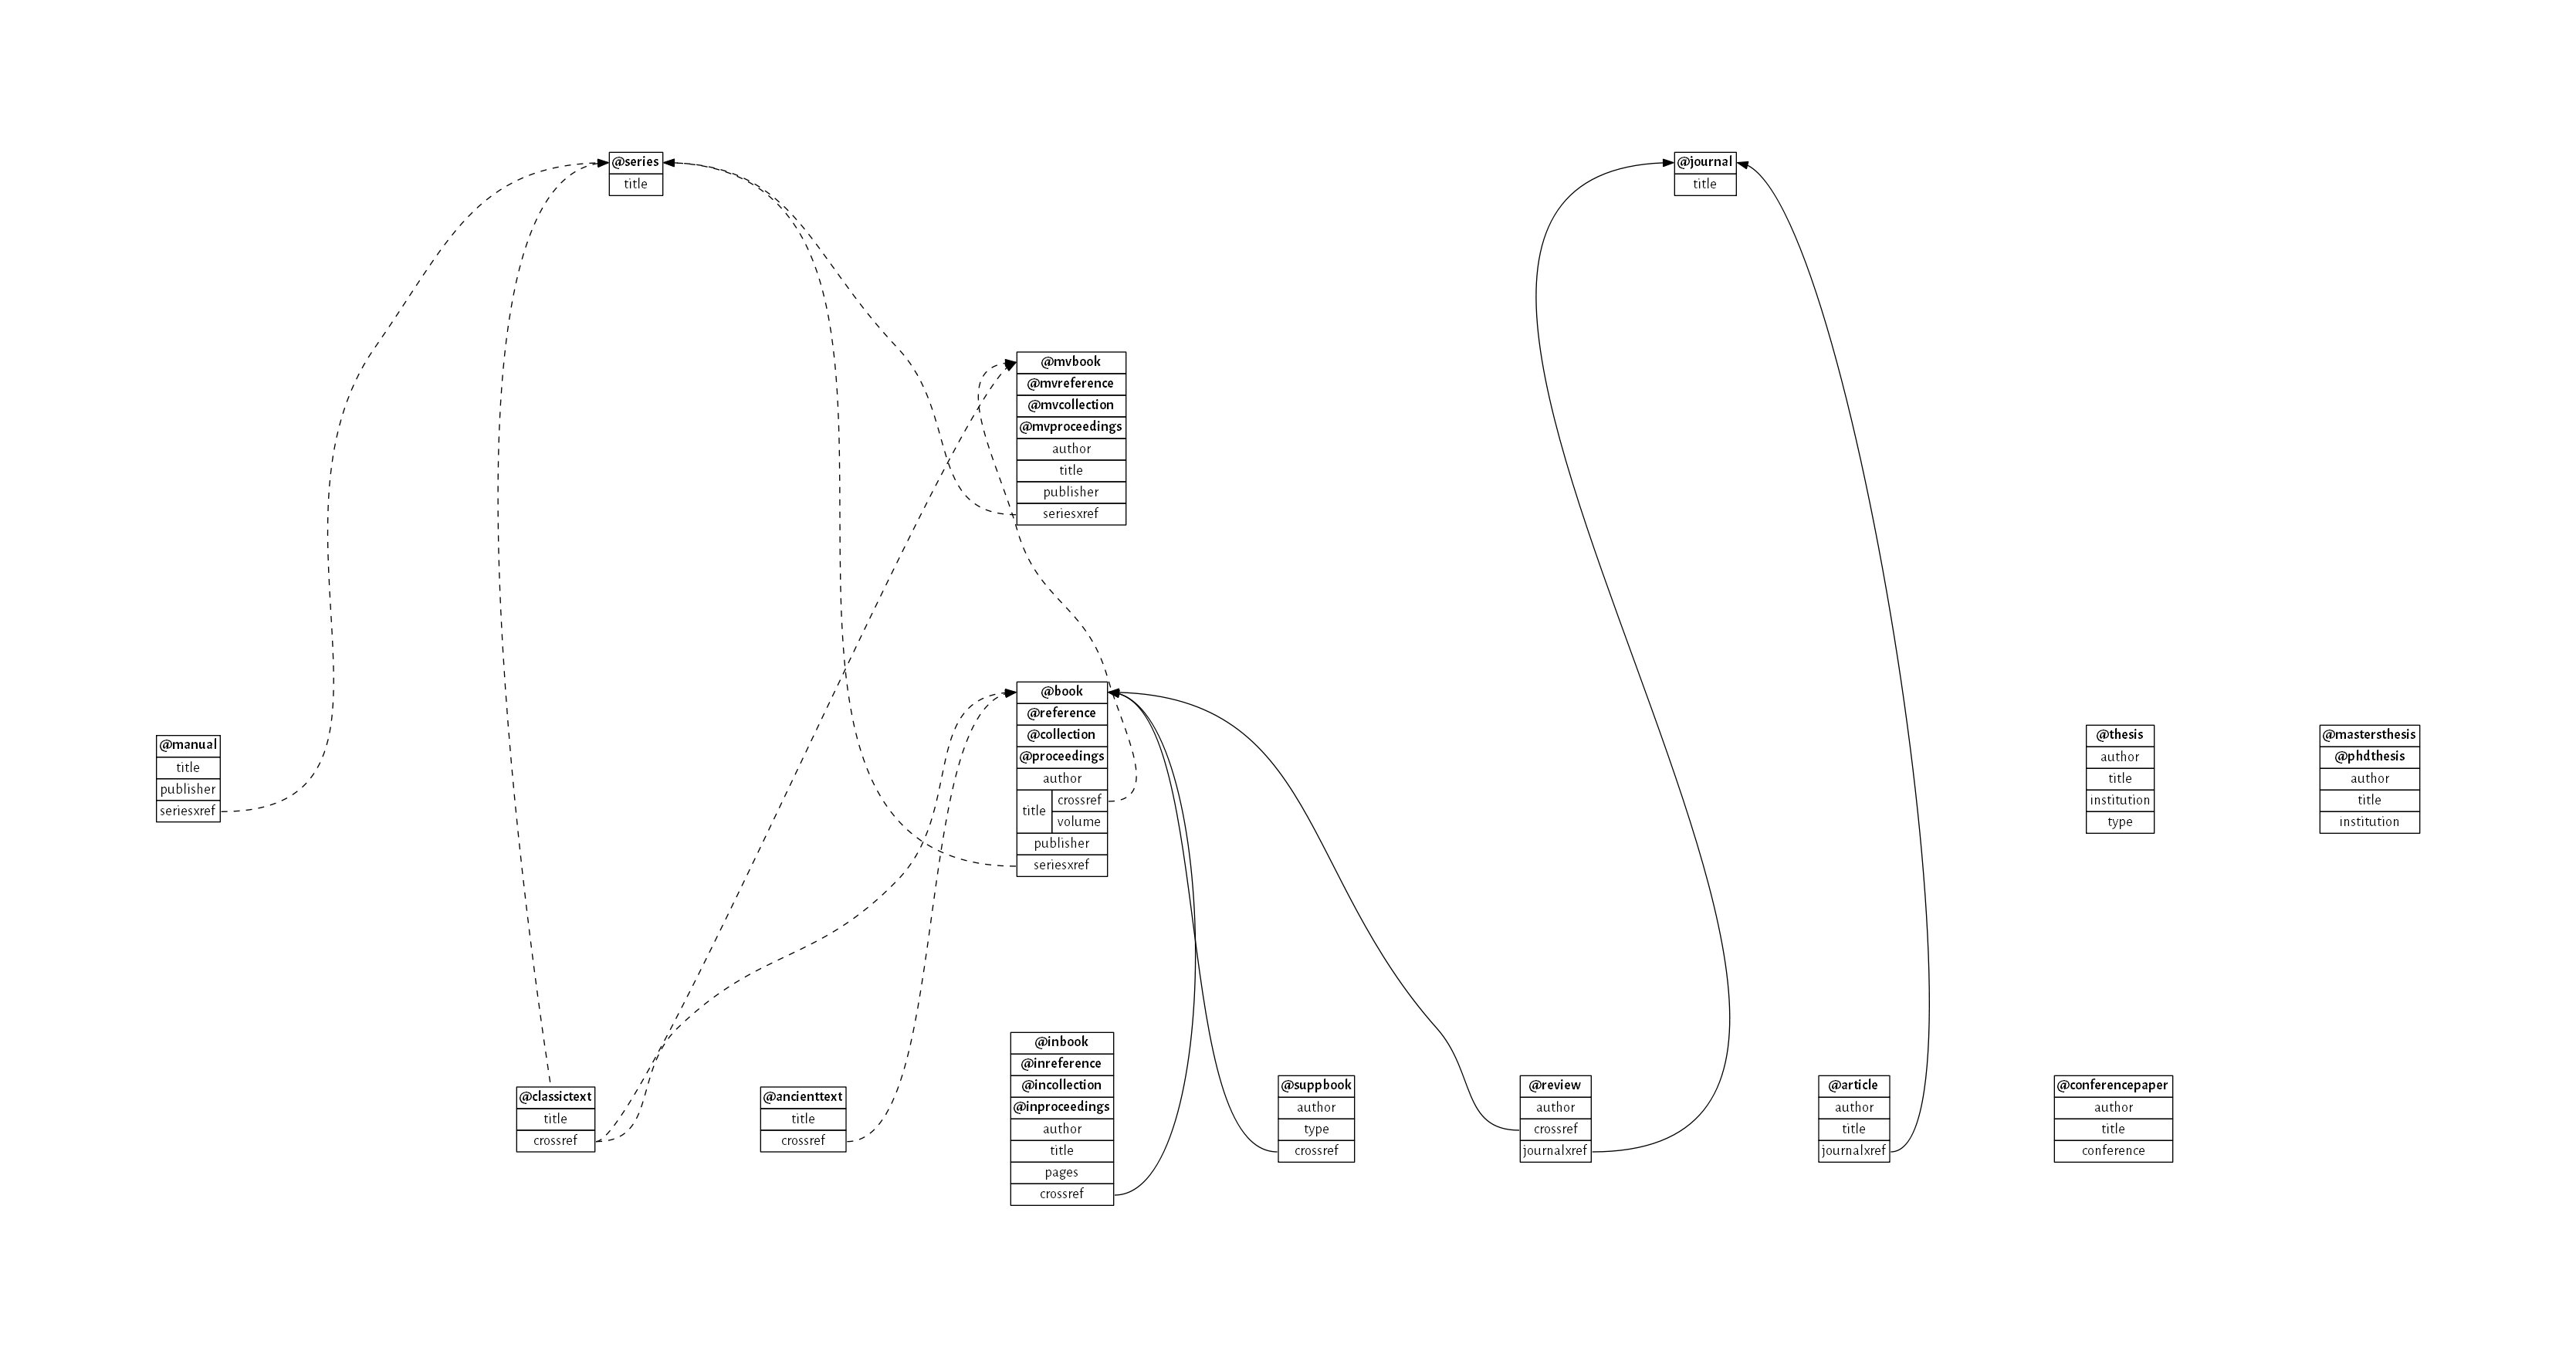 @series
title
@journal
title
@mvbook
@mvreference
@mvcollection
@mvproceedings
author
title
publisher
seriesxref
@manual
title
publisher
seriesxref
@book
@reference
@collection
@proceedings
author
title
crossref
volume
publisher
seriesxref
@thesis
author
title
institution
type
@mastersthesis
@phdthesis
author
title
institution
@classictext
title
crossref
@ancienttext
title
crossref
@inbook
@inreference
@incollection
@inproceedings
author
title
pages
crossref
@suppbook
author
type
crossref
@review
author
crossref
journalxref
@article
author
title
journalxref
@conferencepaper
author
title
conference